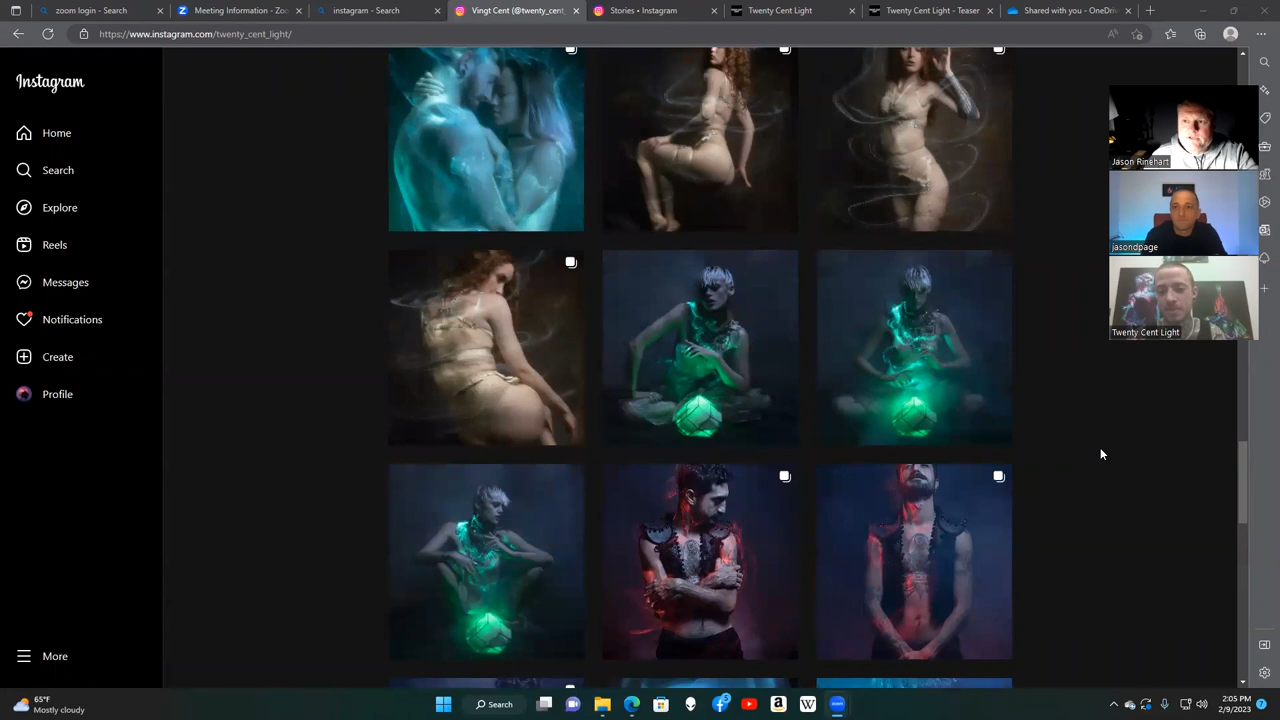 zoom login - Search
Meeting Information - Zoo
instagram - Search
Vingt Cent (@twenty_cent
Stories • Instagram
Twenty Cent Light
Twenty Cent Light - Teaser
Shared with you - OneDriv
https://www.instagram.com/twenty_cent_light/
Instagram
Home
Search
Explore
Reels
Messages
Notifications
Create
Profile
More
Jason Rinehart
jasondpage
Twenty Cent Light
65°F
Mostly cloudy
Search
2:05 PM
2/9/2023